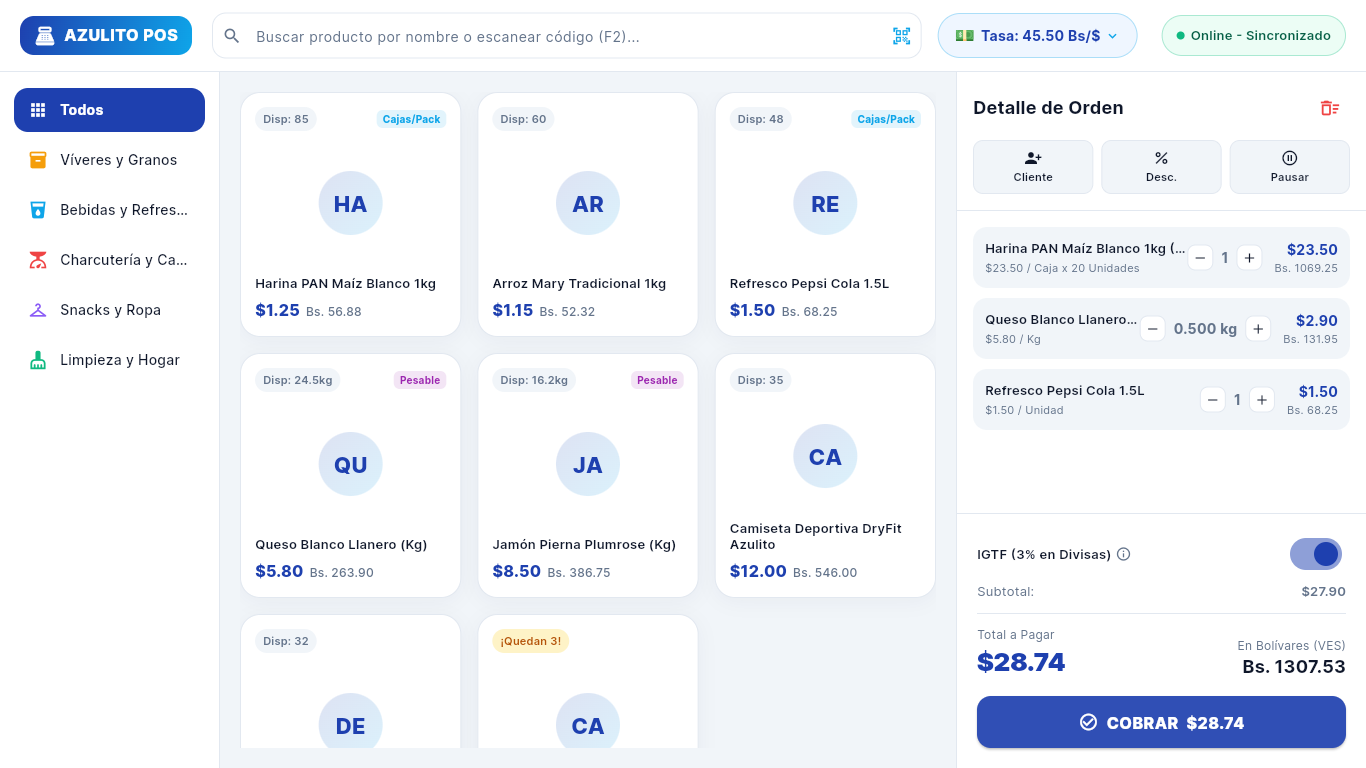 AZULITO POS
Buscar producto por nombre o escanear código (F2)...
Tasa: 45.50 Bs/$
Online - Sincronizado
Todos
Víveres y Granos
Bebidas y Refres...
Charcutería y Ca...
Snacks y Ropa
Limpieza y Hogar
Disp: 85
Cajas/Pack
HA
Harina PAN Maíz Blanco 1kg
$1.25 Bs. 56.88
Disp: 60
AR
Arroz Mary Tradicional 1kg
$1.15 Bs. 52.32
Disp: 48
Cajas/Pack
RE
Refresco Pepsi Cola 1.5L
$1.50 Bs. 68.25
Disp: 24.5kg
Pesable
QU
Queso Blanco Llanero (Kg)
$5.80 Bs. 263.90
Disp: 16.2kg
Pesable
JA
Jamón Pierna Plumrose (Kg)
$8.50 Bs. 386.75
Disp: 35
CA
Camiseta Deportiva DryFit
Azulito
$12.00 Bs. 546.00
Disp: 32
DE
¡Quedan 3!
CA
Detalle de Orden
Cliente
Desc.
Pausar
Harina PAN Maíz Blanco 1kg (...
$23.50 / Caja x 20 Unidades
− 1 +
$23.50
Bs. 1069.25
Queso Blanco Llanero...
$5.80 / Kg
− 0.500 kg +
$2.90
Bs. 131.95
Refresco Pepsi Cola 1.5L
$1.50 / Unidad
− 1 +
$1.50
Bs. 68.25
IGTF (3% en Divisas)
Subtotal: $27.90
Total a Pagar
$28.74
En Bolívares (VES)
Bs. 1307.53
COBRAR $28.74